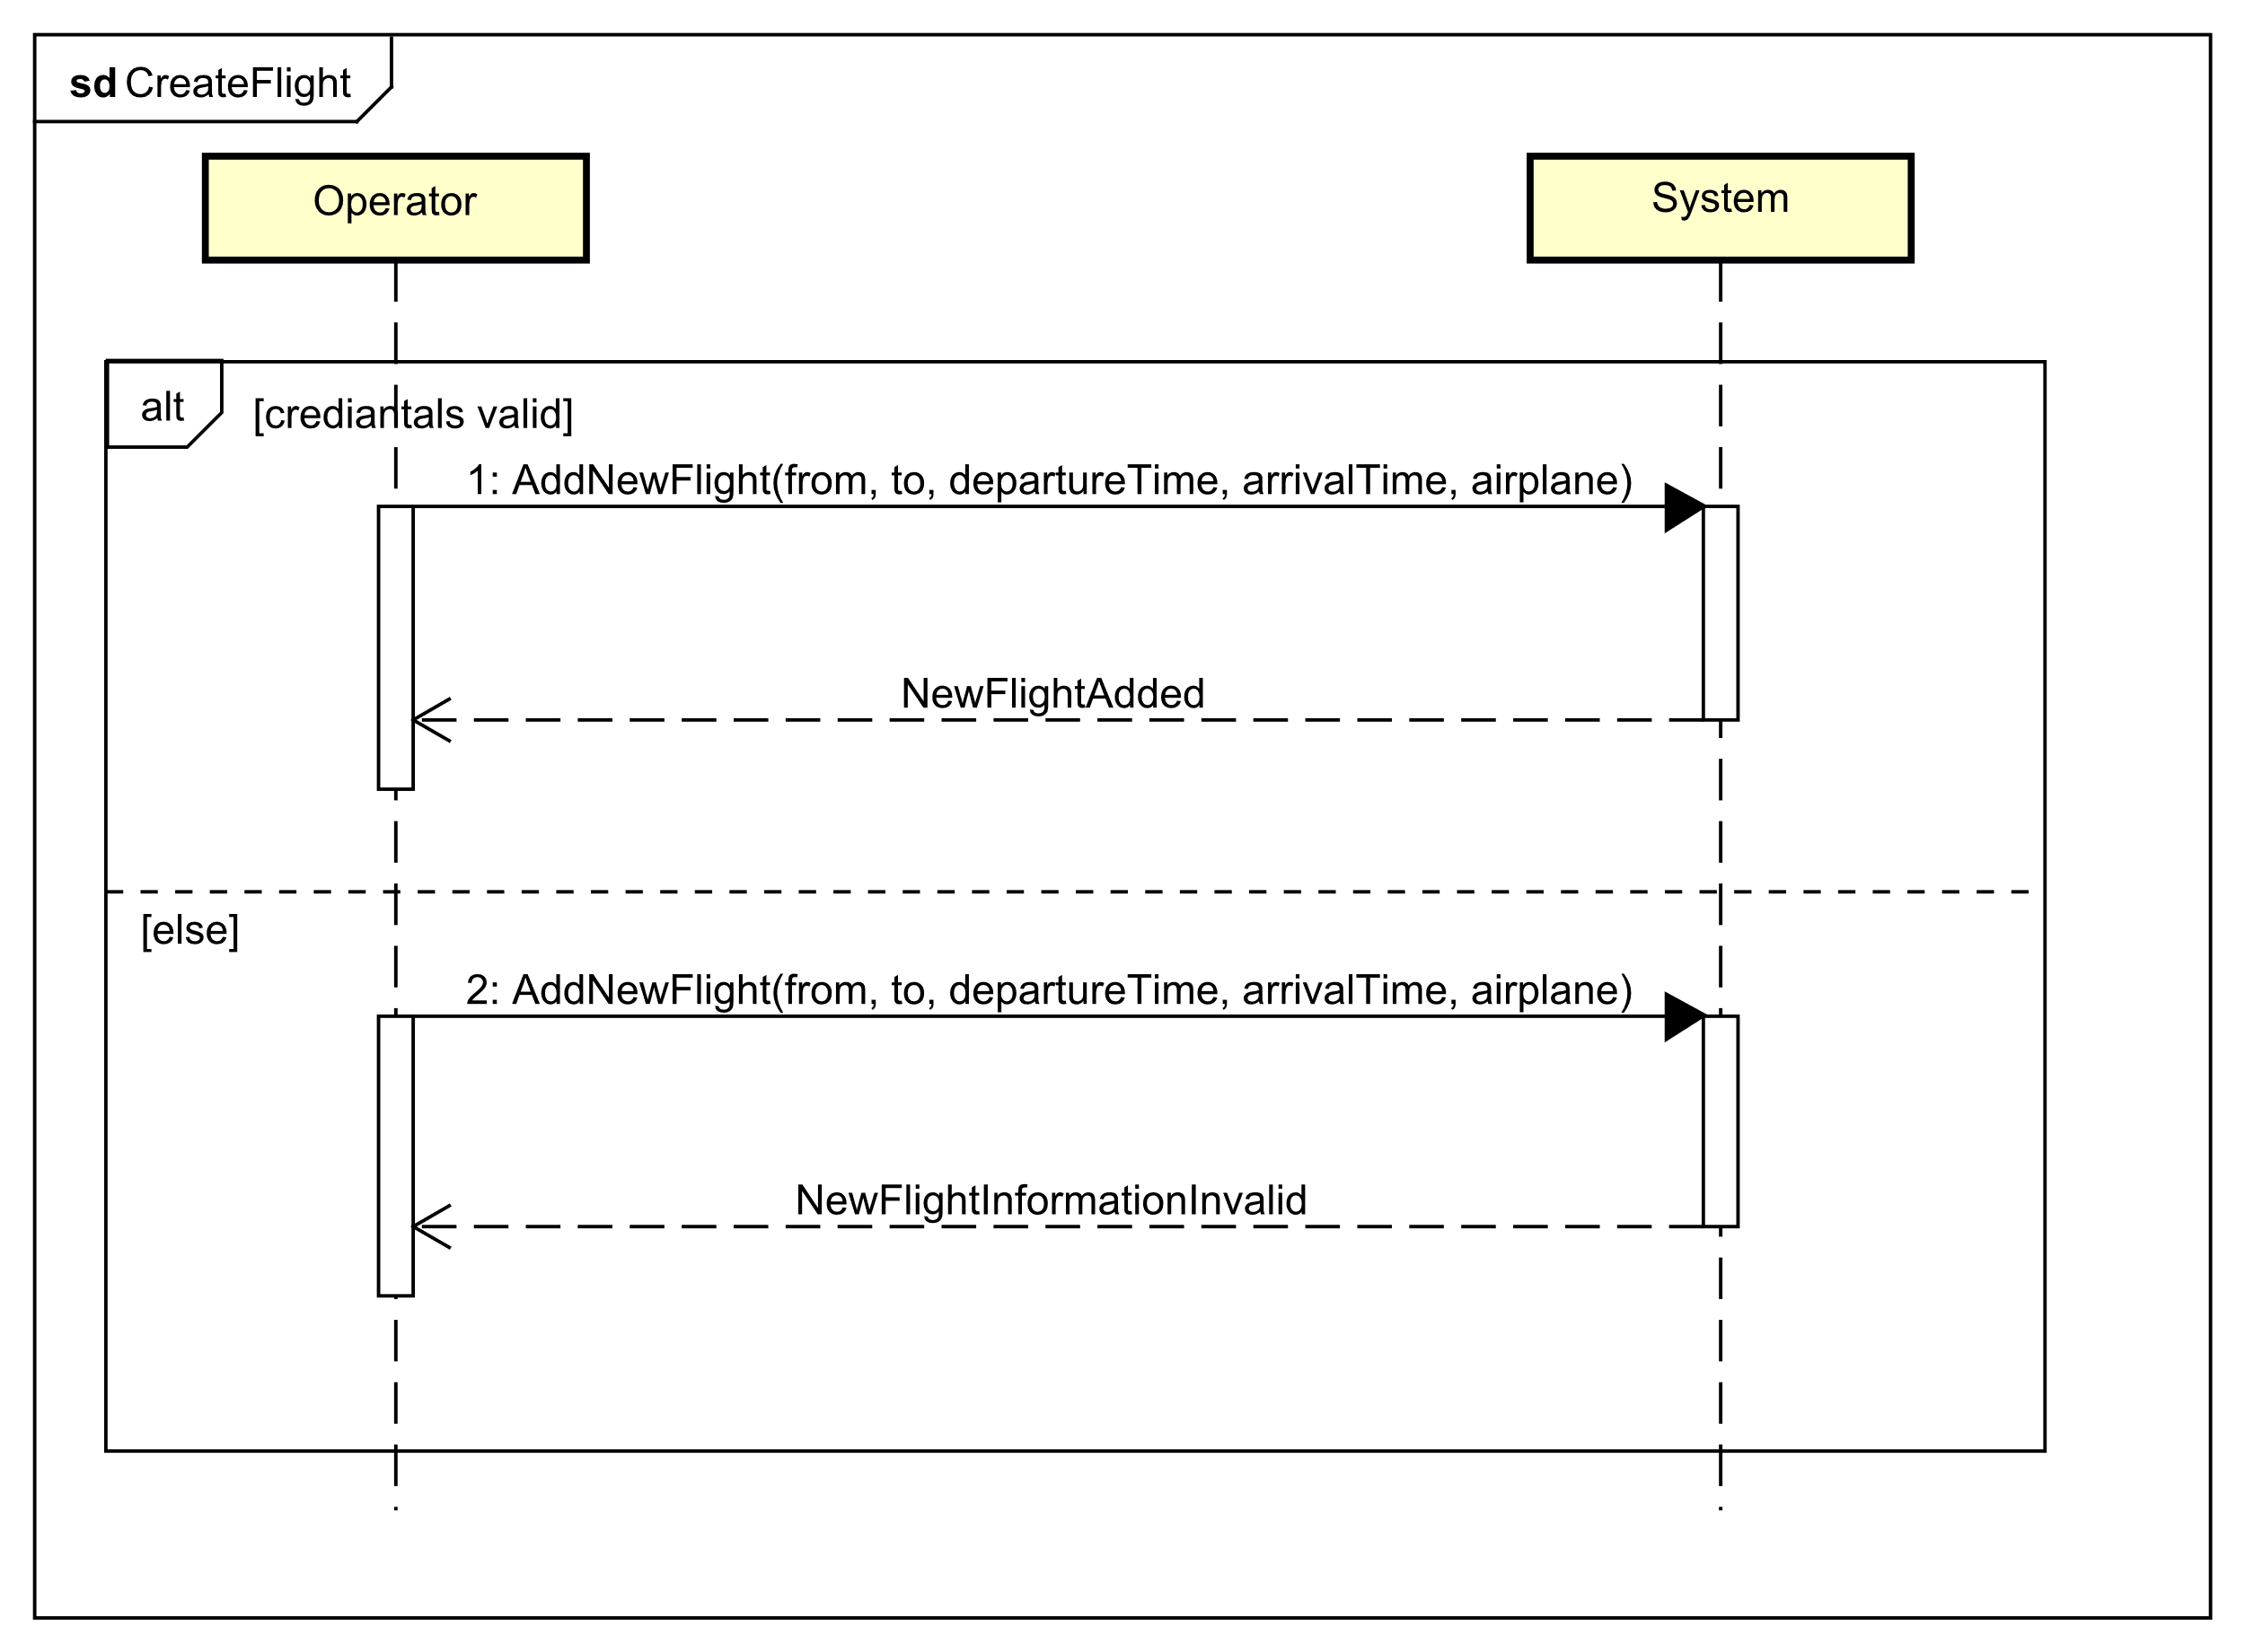 sd CreateFlight
Operator
System
alt
[crediantals valid]
1: AddNewFlight(from, to, departureTime, arrivalTime, airplane)
NewFlightAdded
[else]
2: AddNewFlight(from, to, departureTime, arrivalTime, airplane)
NewFlightInformationInvalid